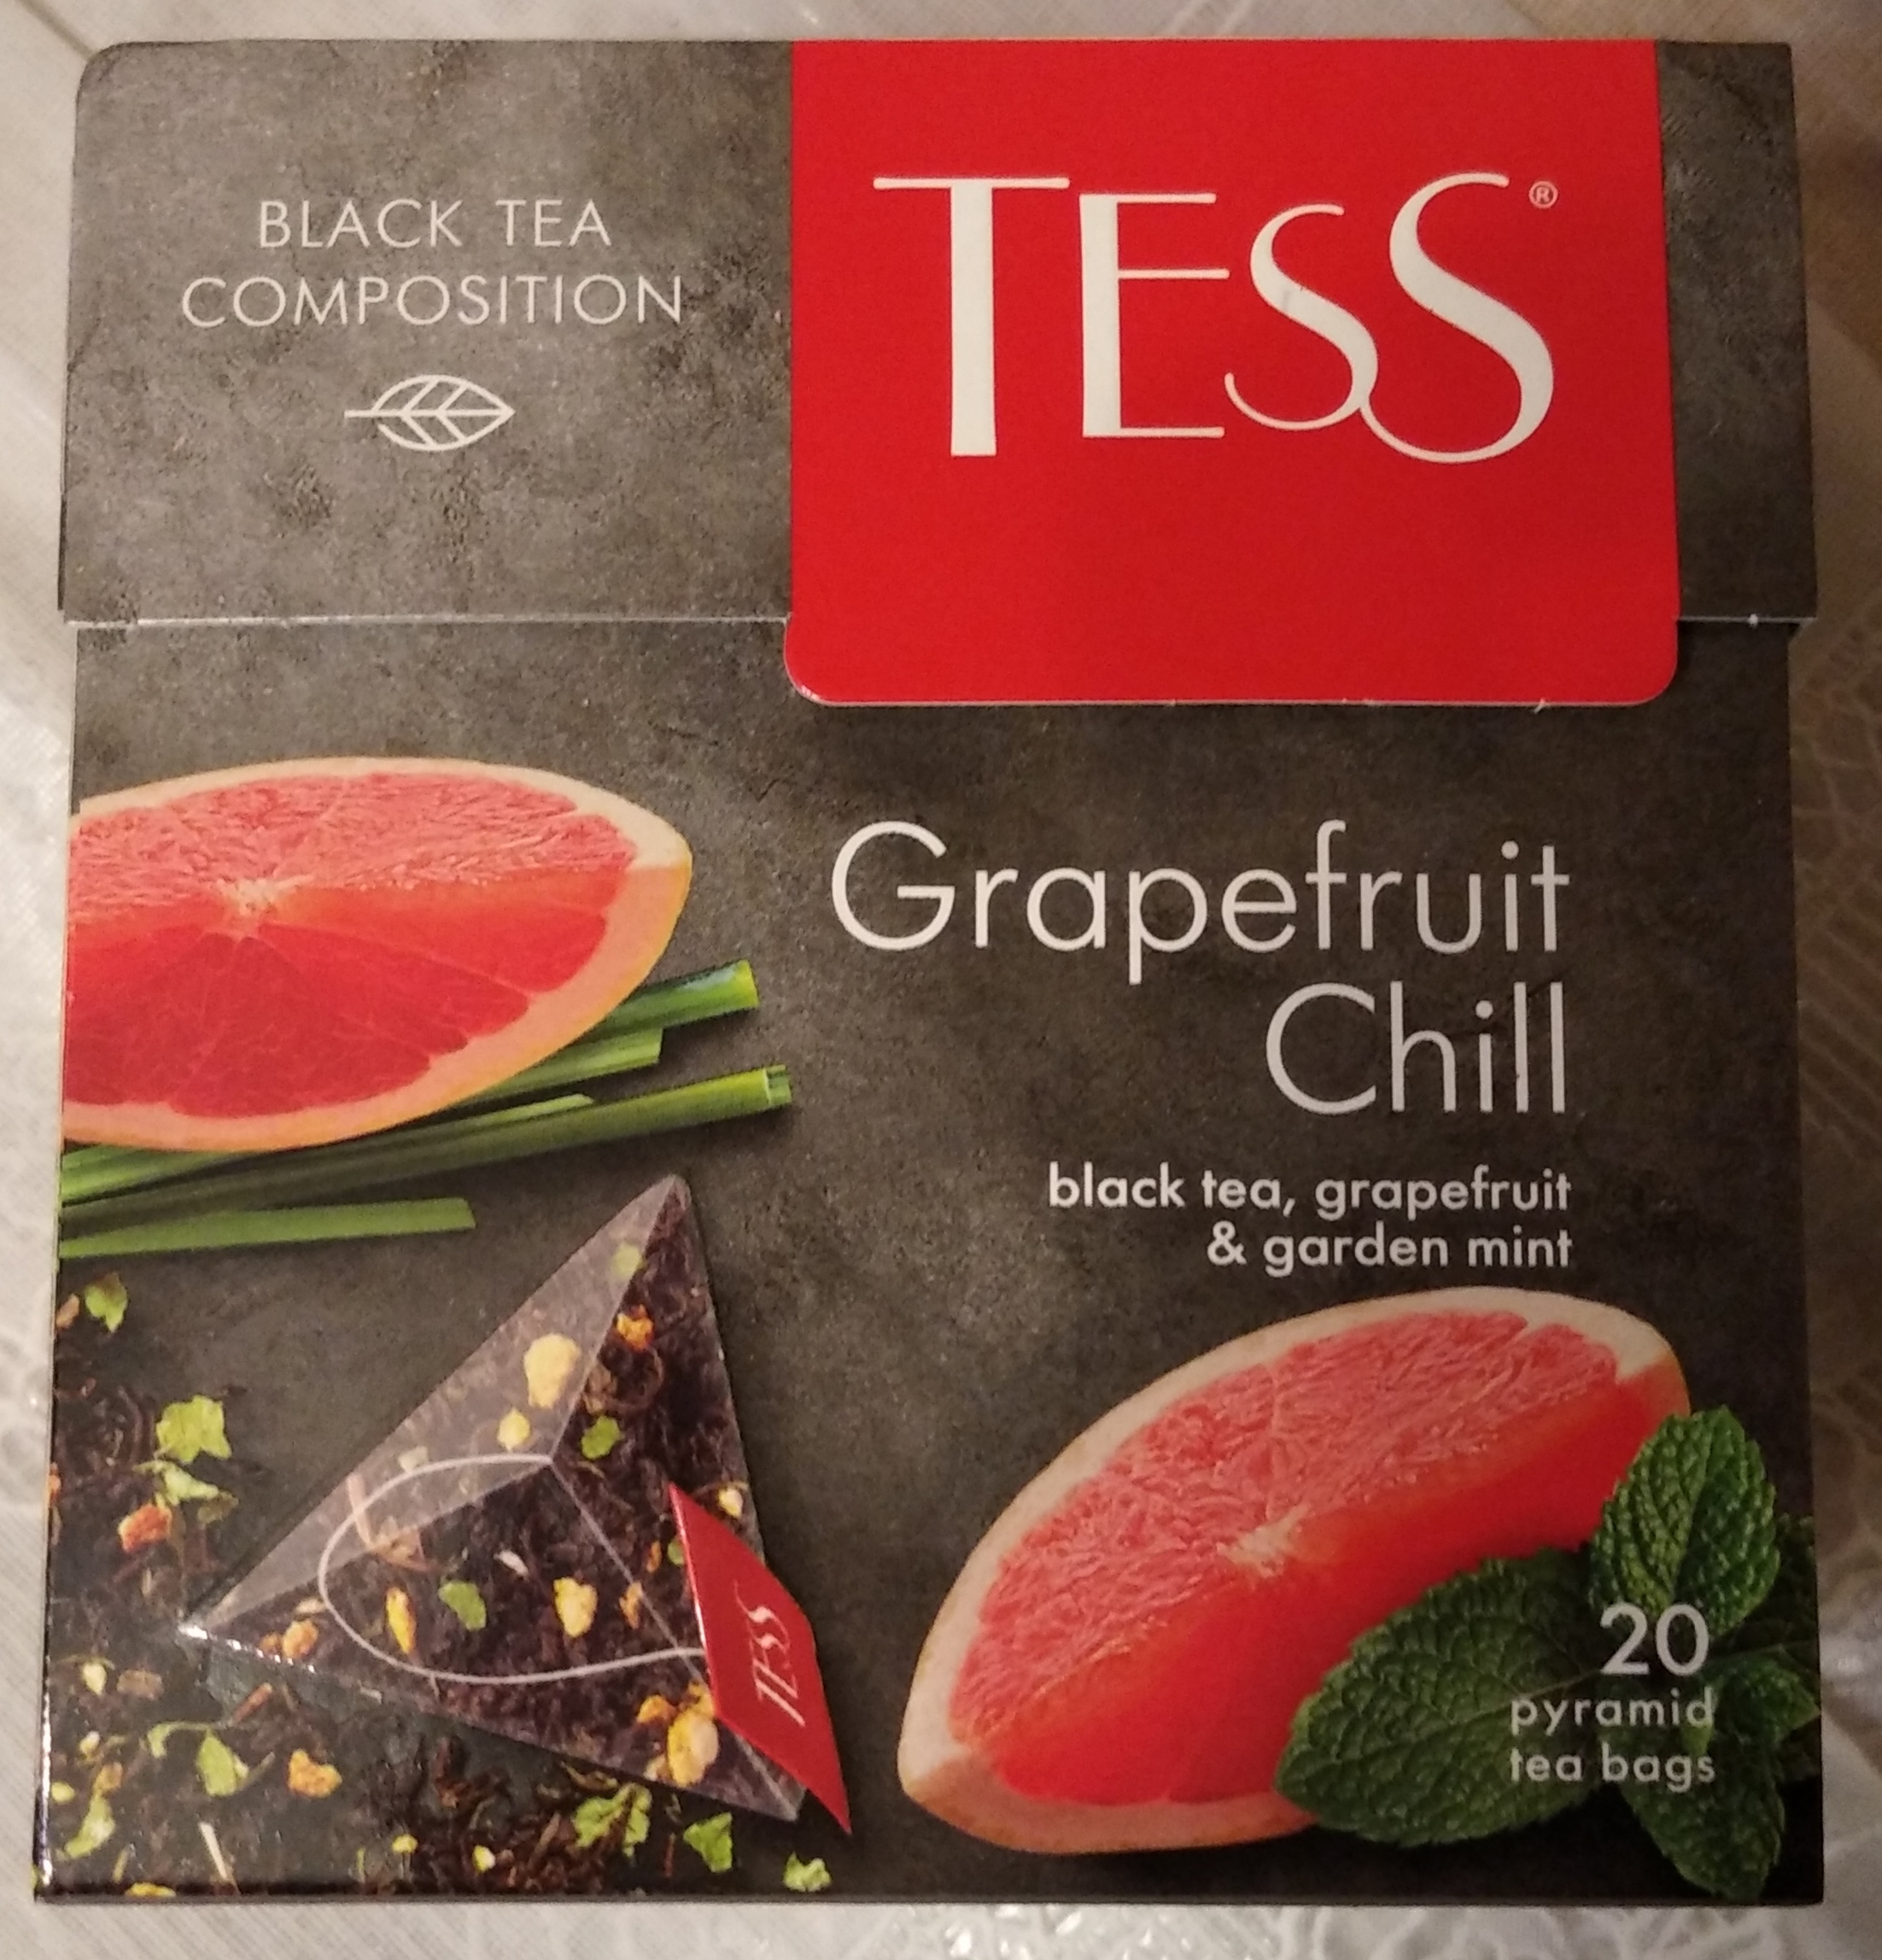 BLACK TEA
COMPOSITION
TESS®
Grapefruit
Chill
black tea, grapefruit
& garden mint
TESS
20
pyramid
tea bags